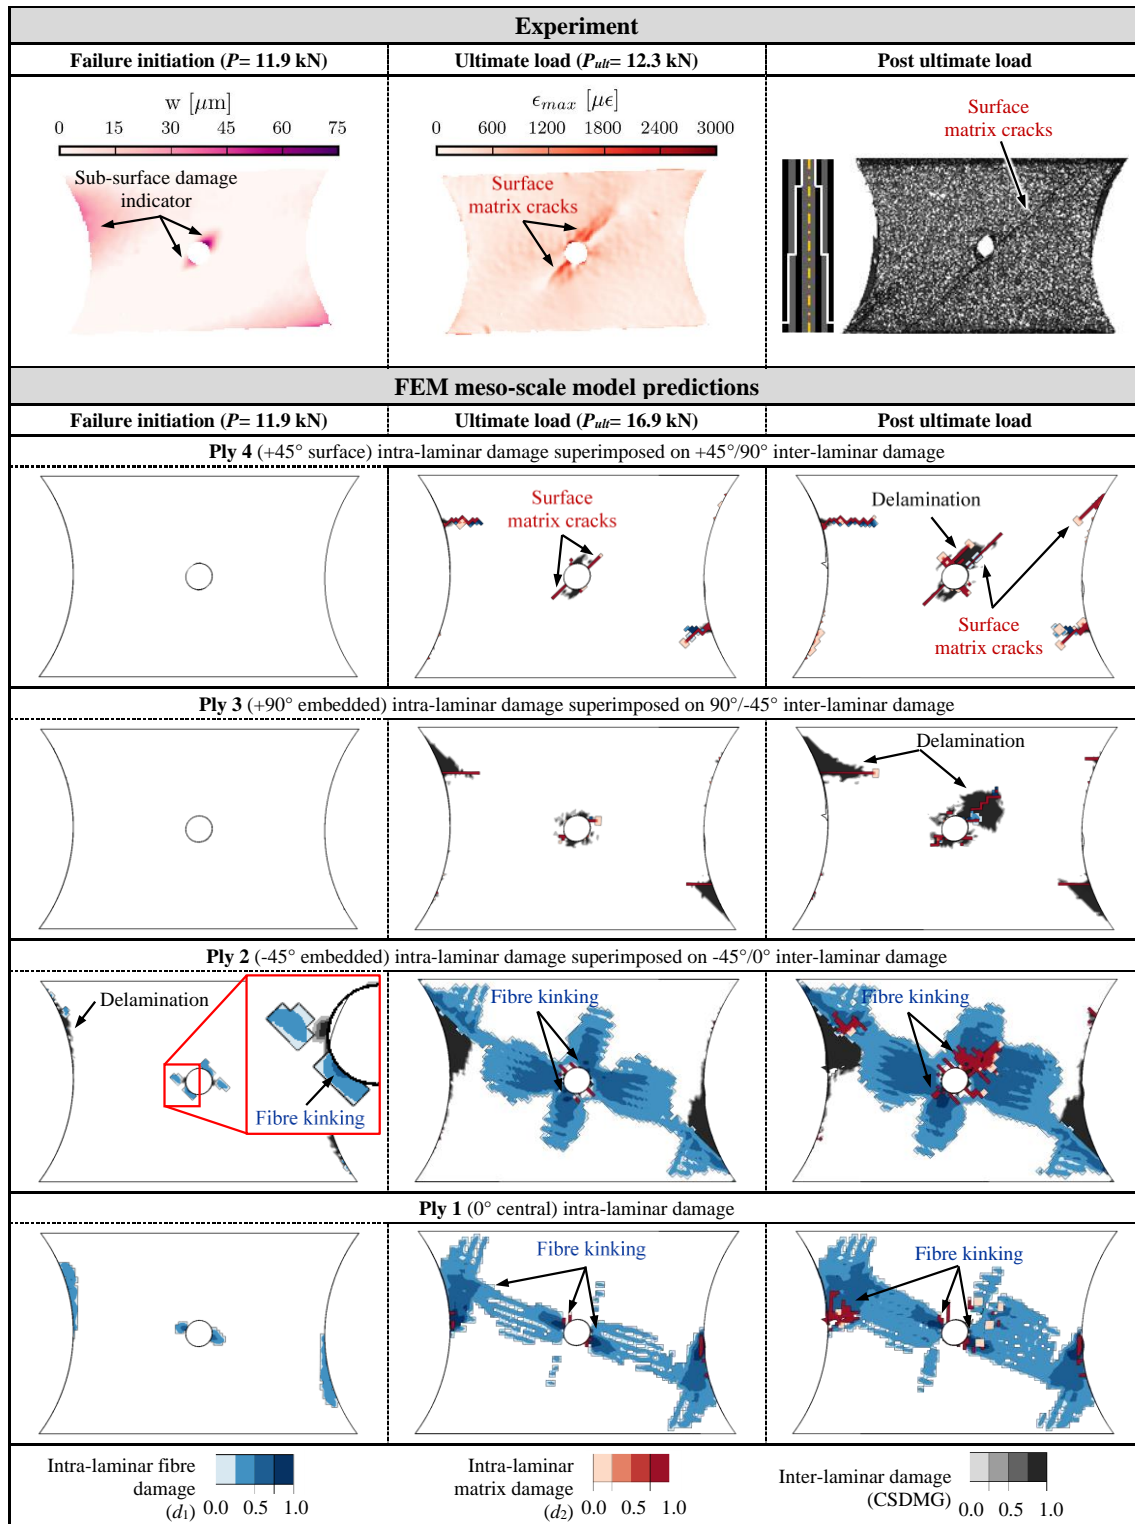 Experiment
Failure initiation (P= 11.9 kN)
Ultimate load (Pult= 12.3 kN)
Post ultimate load
w [μm]
0 15 30 45 60 75
Sub-surface damage
indicator
ϵmax [μϵ]
0 600 1200 1800 2400 3000
Surface
matrix cracks
Surface
matrix cracks
FEM meso-scale model predictions
Failure initiation (P= 11.9 kN)
Ultimate load (Pult= 16.9 kN)
Post ultimate load
Ply 4 (+45° surface) intra-laminar damage superimposed on +45°/90° inter-laminar damage
Surface
matrix cracks
Delamination
Surface
matrix cracks
Ply 3 (+90° embedded) intra-laminar damage superimposed on 90°/-45° inter-laminar damage
Delamination
Ply 2 (-45° embedded) intra-laminar damage superimposed on -45°/0° inter-laminar damage
Delamination
Fibre kinking
Fibre kinking
Fibre kinking
Ply 1 (0° central) intra-laminar damage
Fibre kinking
Fibre kinking
Intra-laminar fibre
damage
(d1)
0.0 0.5 1.0
Intra-laminar
matrix damage
(d2)
0.0 0.5 1.0
Inter-laminar damage
(CSDMG)
0.0 0.5 1.0